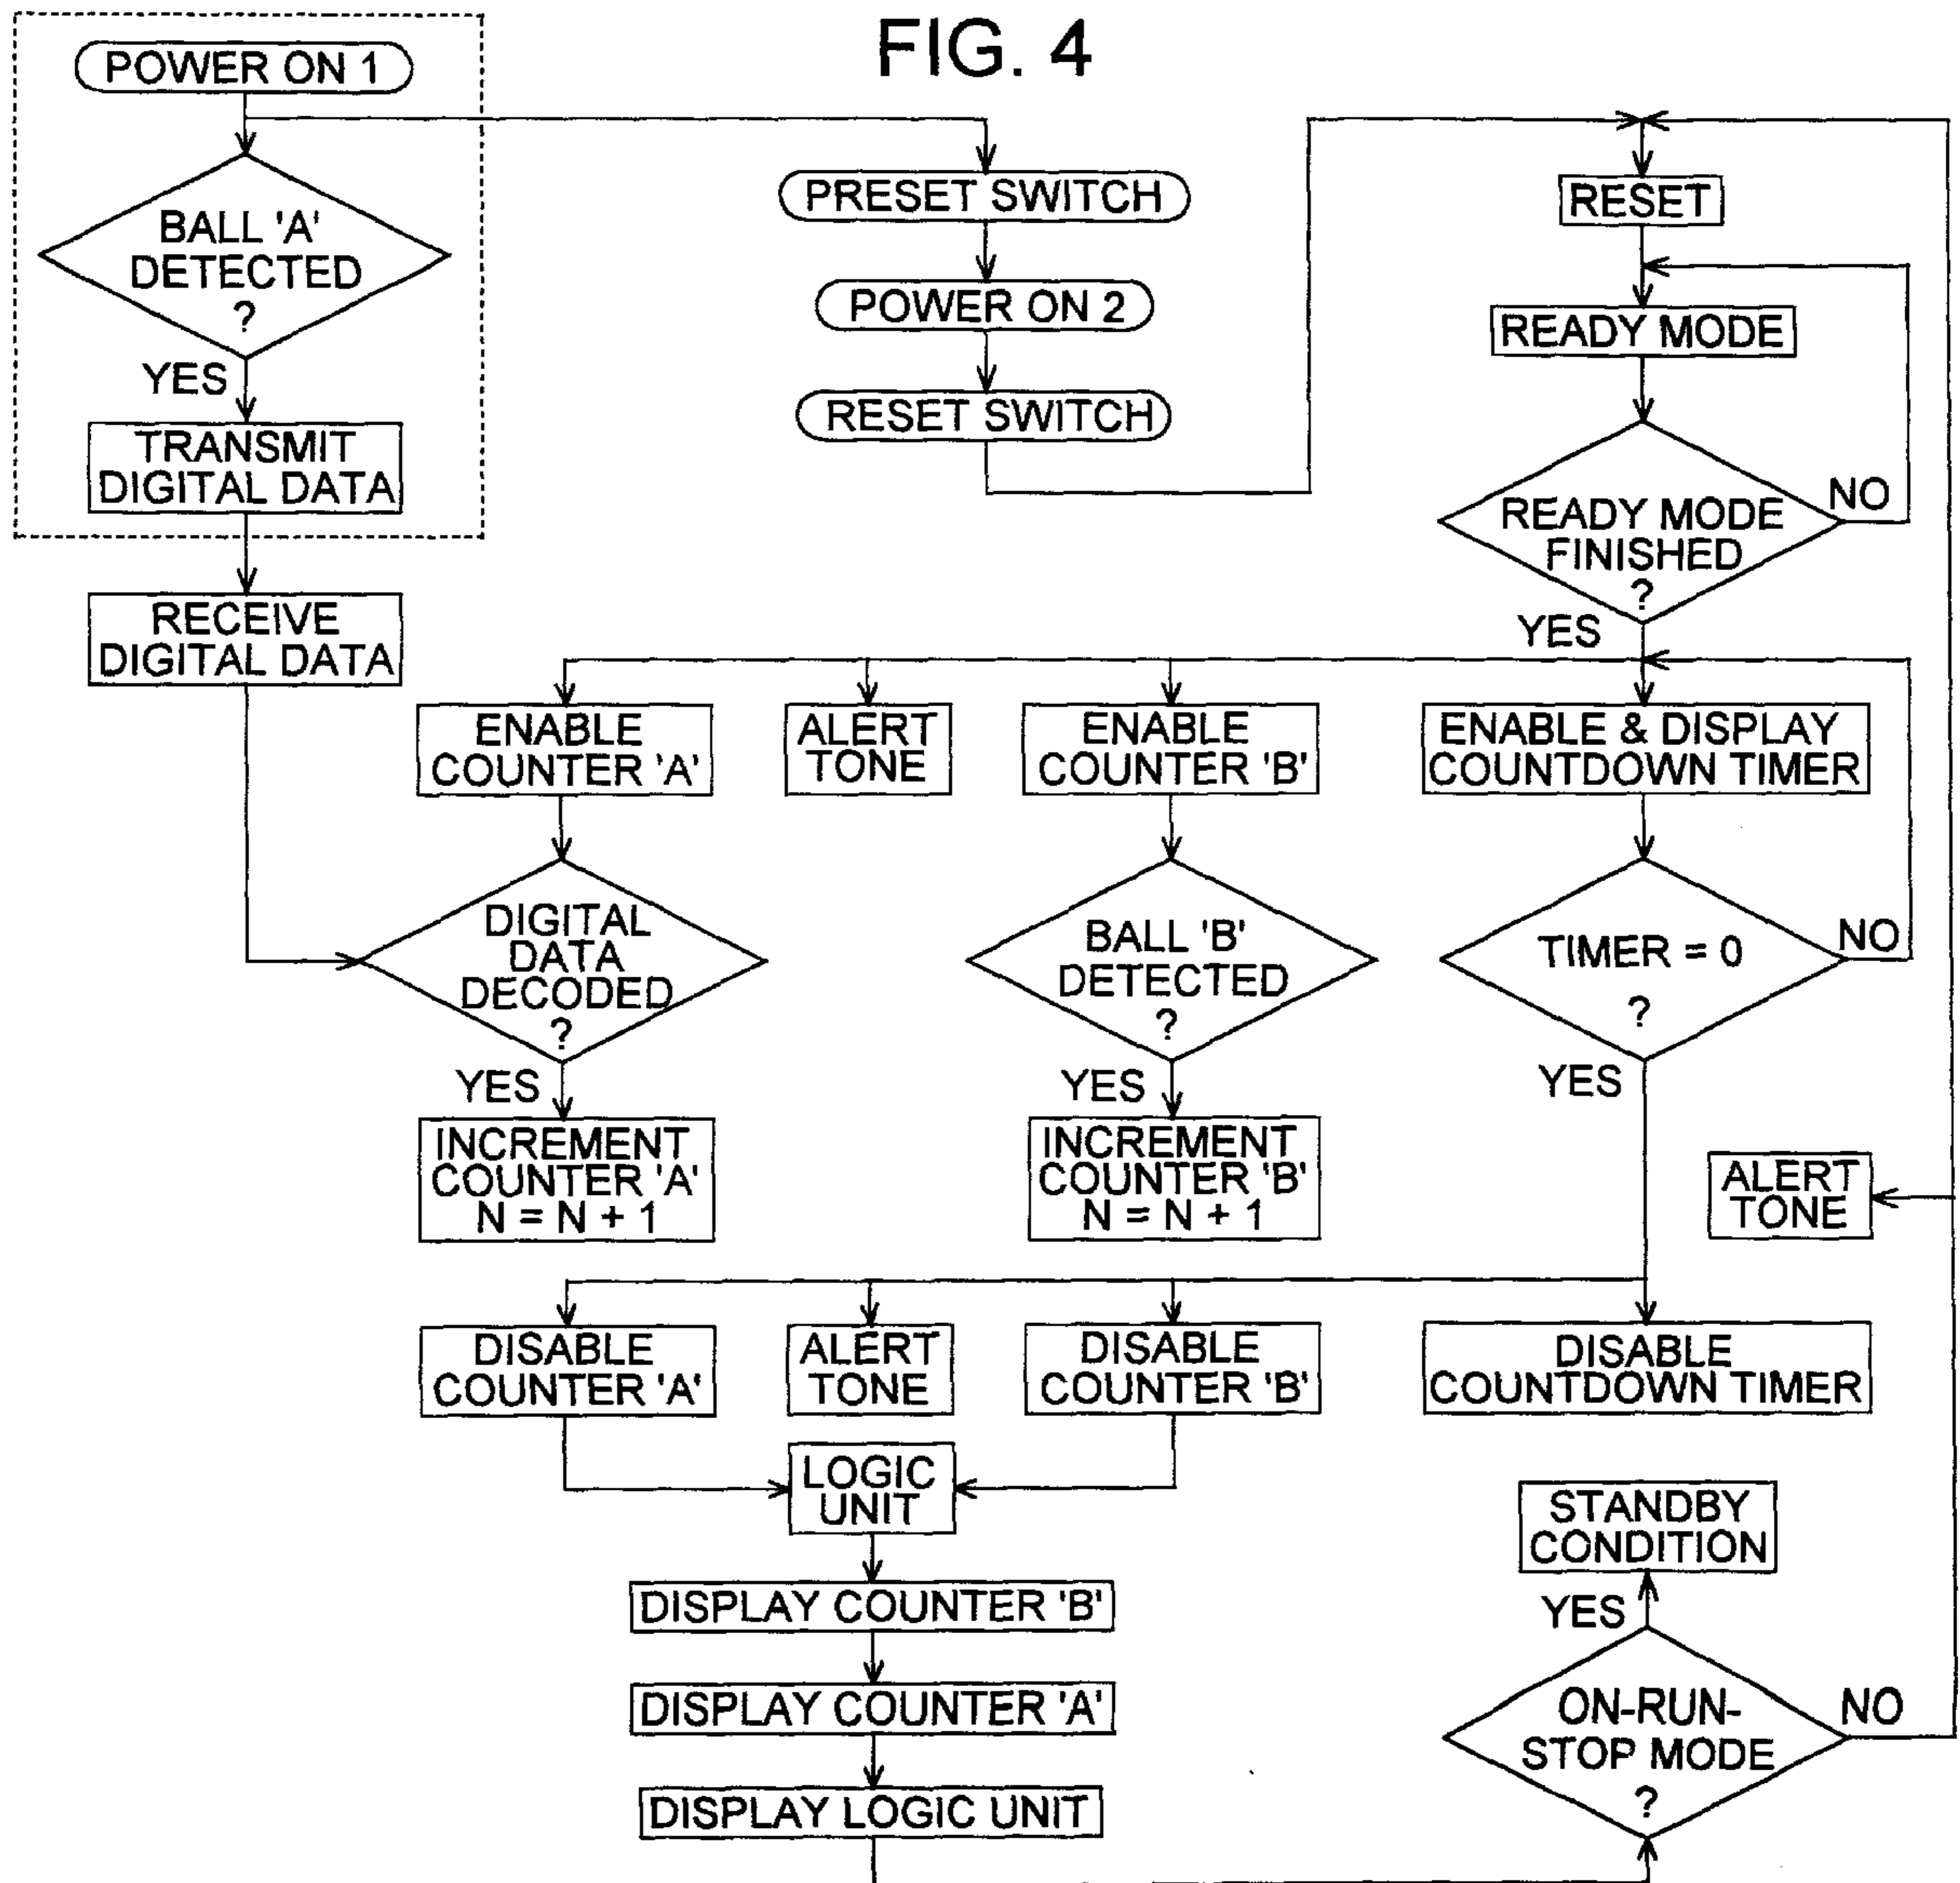 FIG. 4
POWER ON 1
BALL 'A'
DETECTED
?
YES
TRANSMIT
DIGITAL DATA
RECEIVE
DIGITAL DATA
PRESET SWITCH
POWER ON 2
RESET SWITCH
RESET
READY MODE
READY MODE
FINISHED
?
NO
YES
ENABLE
COUNTER 'A'
ALERT
TONE
ENABLE
COUNTER 'B'
ENABLE & DISPLAY
COUNTDOWN TIMER
DIGITAL
DATA
DECODED
?
YES
BALL 'B'
DETECTED
?
YES
TIMER = 0
?
NO
YES
INCREMENT
COUNTER 'A'
N = N + 1
INCREMENT
COUNTER 'B'
N = N + 1
ALERT
TONE
DISABLE
COUNTER 'A'
ALERT
TONE
DISABLE
COUNTER 'B'
DISABLE
COUNTDOWN TIMER
LOGIC
UNIT
DISPLAY COUNTER 'B'
DISPLAY COUNTER 'A'
DISPLAY LOGIC UNIT
STANDBY
CONDITION
YES
ON-RUN-
STOP MODE
?
NO